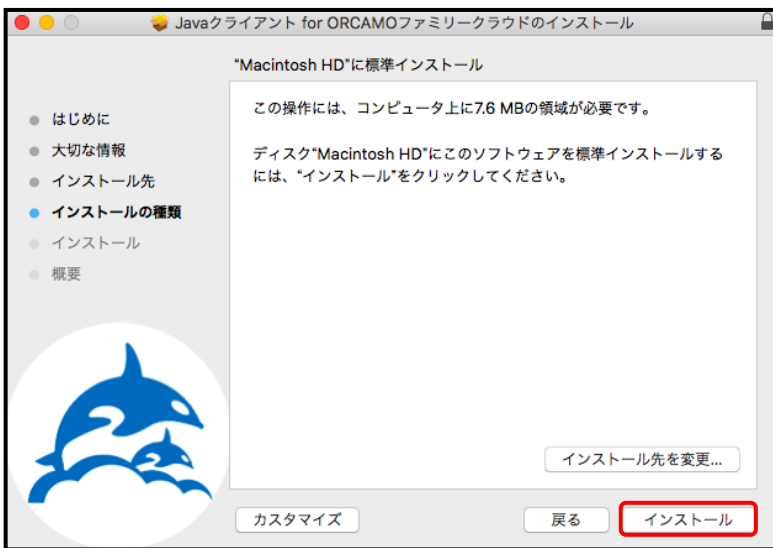 Javaクライアント for ORCAMOファミリークラウドのインストール
“Macintosh HD”に標準インストール
はじめに
大切な情報
インストール先
インストールの種類
インストール
概要
この操作には、コンピュータ上に7.6 MBの領域が必要です。
ディスク“Macintosh HD”にこのソフトウェアを標準インストールする
には、“インストール”をクリックしてください。
インストール先を変更...
カスタマイズ
戻る
インストール